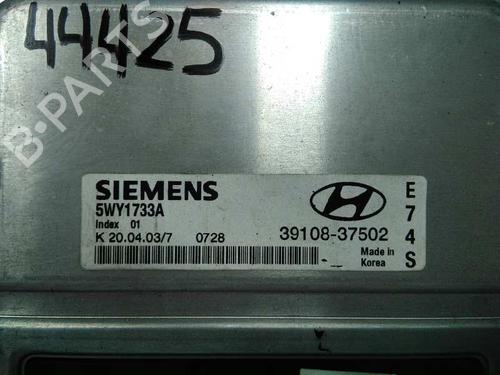 44425
B-PARTS
SIEMENS
5WY1733A
Index 01
K 20.04.03/7 0728
39108-37502
Made in
Korea
E
7
4
S